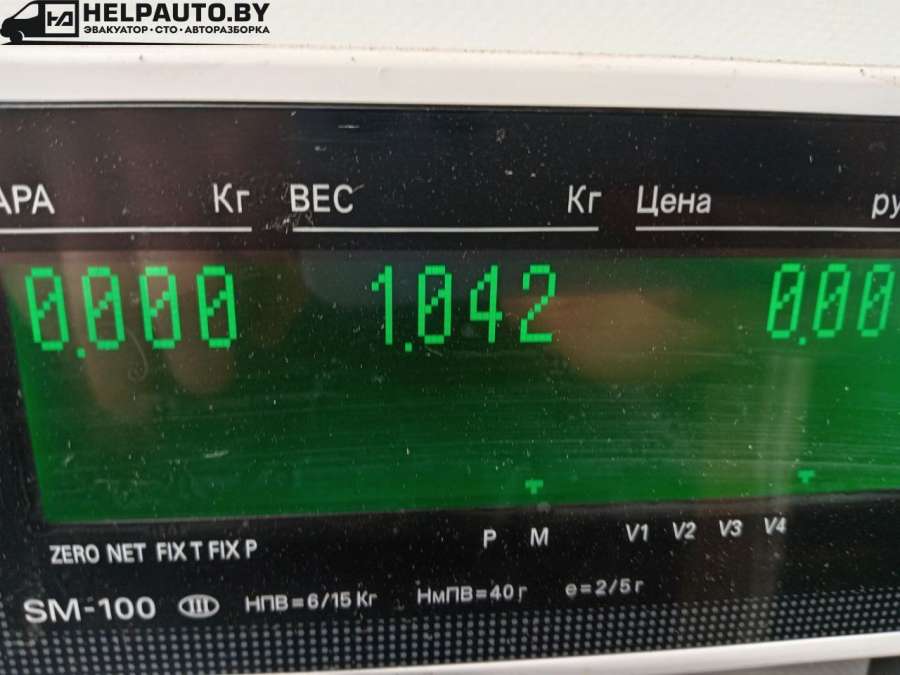 HELPAUTO.BY
ЭВАКУАТОР • СТО • АВТОРАЗБОРКА
АРА Кг ВЕС Кг Цена ру
0.000 1.042 0.00
P M V1 V2 V3 V4
ZERO NET FIX T FIX P
SM-100 III НПВ=6/15 Кг НмПВ=40 г e=2/5 г